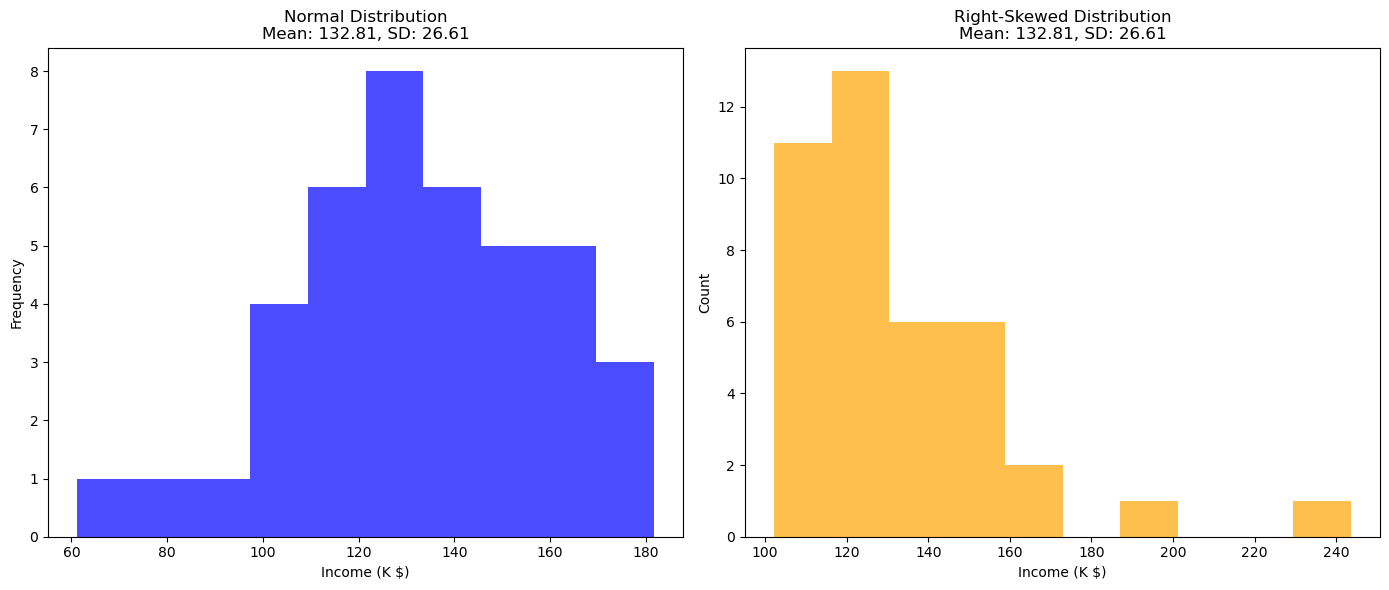 Normal Distribution
Mean: 132.81, SD: 26.61
8
7
6
5
4
3
2
1
0
Frequency
60 80 100 120 140 160 180
Income (K $)
Right-Skewed Distribution
Mean: 132.81, SD: 26.61
12
10
8
6
4
2
0
Count
100 120 140 160 180 200 220 240
Income (K $)